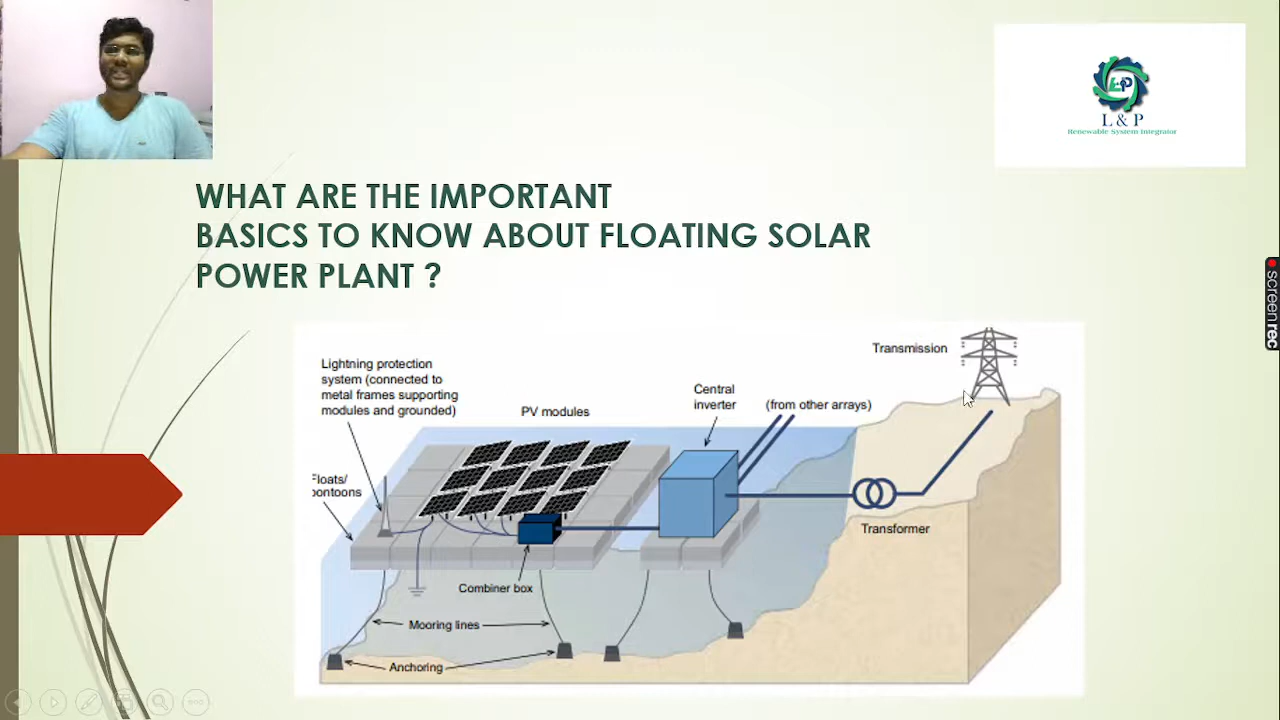 L&P
L & P
Renewable System Integrator
WHAT ARE THE IMPORTANT
BASICS TO KNOW ABOUT FLOATING SOLAR
POWER PLANT ?
Transmission
Lightning protection
system (connected to
metal frames supporting
modules and grounded)
PV modules
Central
inverter
(from other arrays)
Floats/
pontoons
Transformer
Combiner box
Mooring lines
Anchoring
screenrec